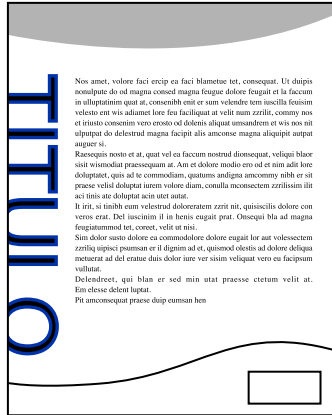 TITULO
Nos amet, volore faci ercip ea faci blametue tet, consequat. Ut duipis
nonulpute do od magna consed magna feugue dolore feugait et la faccum
in ulluptatinim quat at, consenibh enit er sum velendre tem iuscilla feuisim
velesto ent wis adiamet lore feu faciliquat at velit num zzrilit, commy nos
et iriusto consenim vero erosto od dolenis aliquat umsandrem et wis nos nit
ulputpat do delestrud magna facipit alis amconse magna aliquipit autpat
auguer si.
Raesequis nosto et at, quat vel ea faccum nostrud dionsequat, veliqui blaor
sisit wismodiat praessequam at. Am et dolore modio ero od et nim adit lore
doluptatet, quis ad te commodiam, quatums andigna amcommy nibh er sit
praese velisl doluptat iurem volore diam, conulla mconsectem zzrilissim ilit
aci tinis ate doluptat acin utet autat.
It irit, si tinibh eum velestrud doloreratem zzrit nit, quisiscilis dolore con
veros erat. Del iuscinim il in henis eugait prat. Onsequi bla ad magna
feugiatummod tet, coreet, velit ut nisi.
Sim dolor susto dolore ea commodolore dolore eugait lor aut volessectem
zzriliq uipisci psumsan er il dignim ad et, quismod olestis ad dolore deliqua
metuerat ad del eratue duis dolor iure ver sisim veliquat vero eu facipsum
vullutat.
Delendreet, qui blan er sed min utat praesse ctetum velit at.
Em elesse delent luptat.
Pit amconsequat praese duip eumsan hen